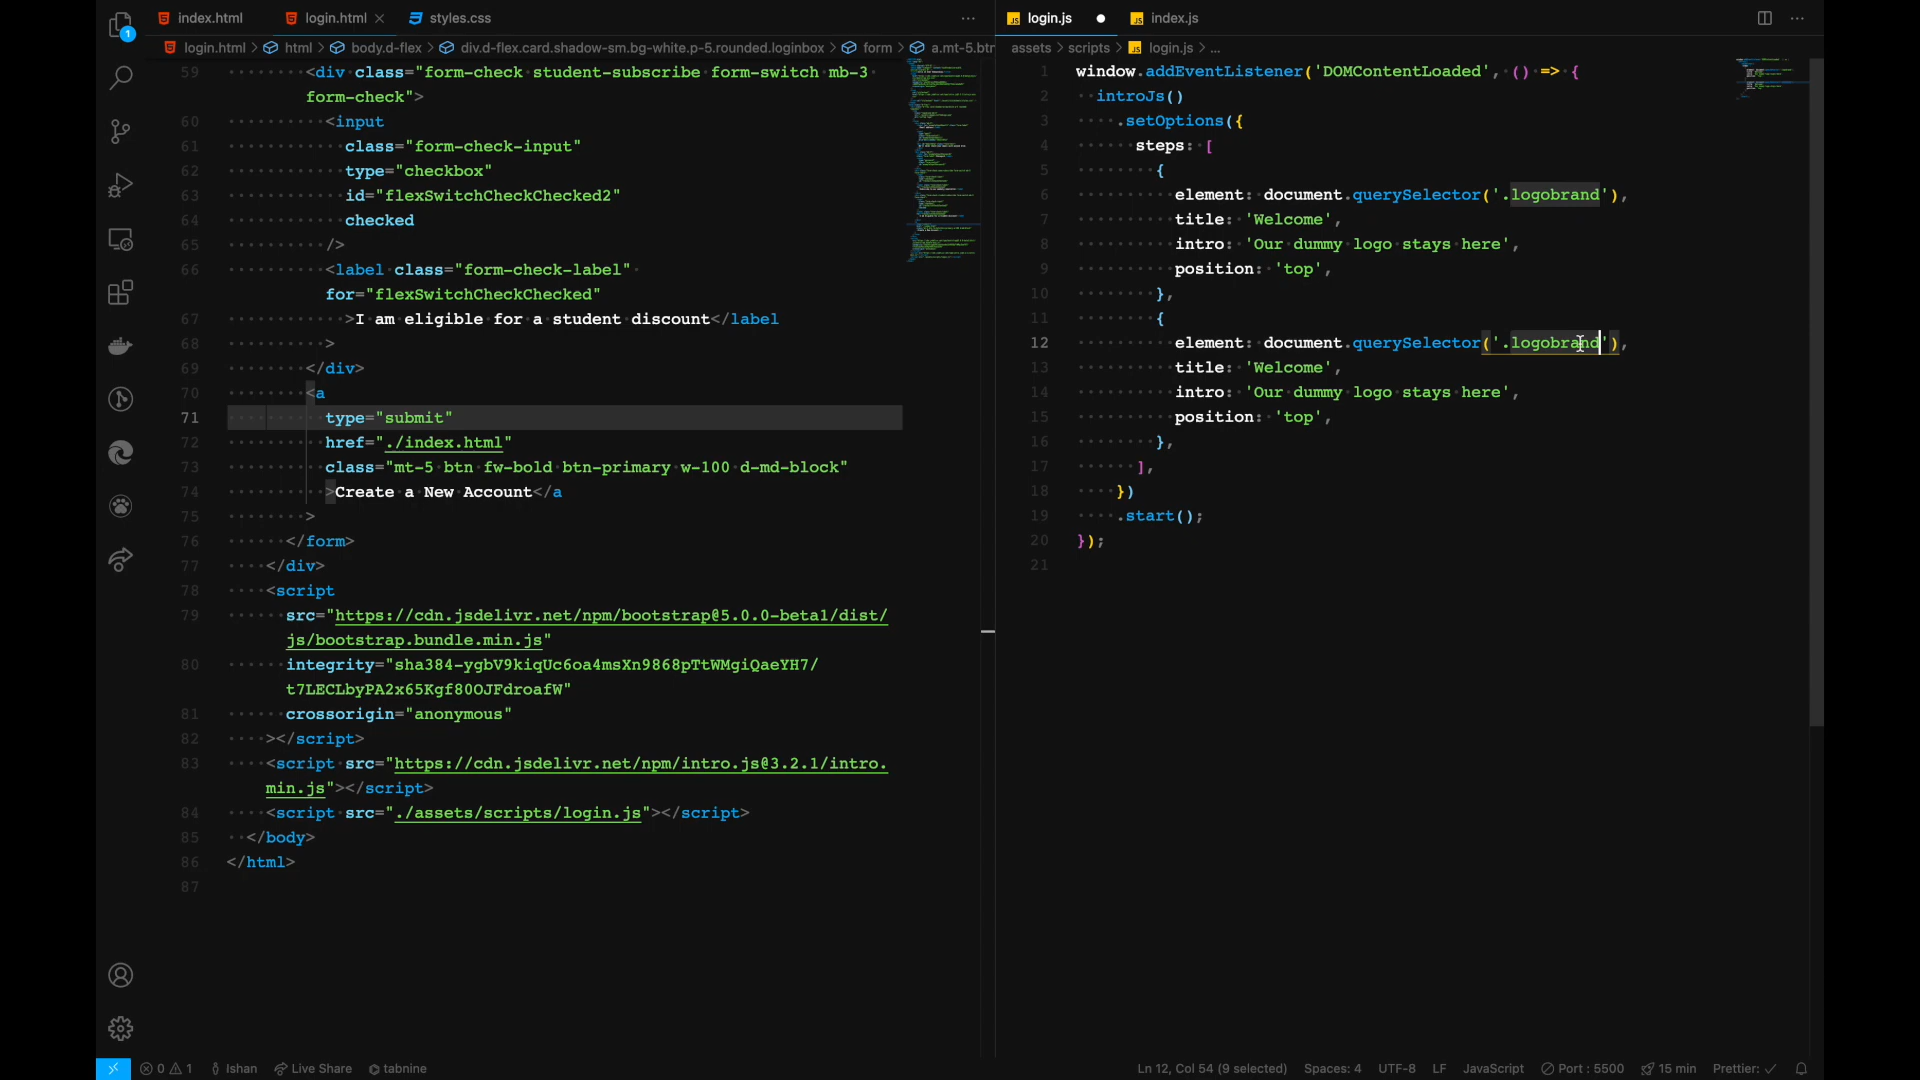 index.html login.html styles.css ...
login.html > html > body.d-flex > div.d-flex.card.shadow-sm.bg-white.p-5.rounded.loginbox > form > a.mt-5.btn
59 <div class="form-check student-subscribe form-switch mb-3
form-check">
60 <input
61 class="form-check-input"
62 type="checkbox"
63 id="flexSwitchCheckChecked2"
64 checked
65 />
66 <label class="form-check-label"
for="flexSwitchCheckChecked"
67 >I am eligible for a student discount</label
68 >
69 </div>
70 <a
71 type="submit"
72 href="./index.html"
73 class="mt-5 btn fw-bold btn-primary w-100 d-md-block"
74 >Create a New Account</a
75 >
76 </form>
77 </div>
78 <script
79 src="https://cdn.jsdelivr.net/npm/bootstrap@5.0.0-beta1/dist/
js/bootstrap.bundle.min.js"
80 integrity="sha384-ygbV9kiqUc6oa4msXn9868pTtWMgiQaeYH7/
t7LECLbyPA2x65Kgf80OJFdroafW"
81 crossorigin="anonymous"
82 ></script>
83 <script src="https://cdn.jsdelivr.net/npm/intro.js@3.2.1/intro.
min.js"></script>
84 <script src="./assets/scripts/login.js"></script>
85 </body>
86 </html>
87
JS login.js JS index.js ...
assets > scripts > JS login.js > ...
1 window.addEventListener('DOMContentLoaded', () => {
2 introJs()
3 .setOptions({
4 steps: [
5 {
6 element: document.querySelector('.logobrand'),
7 title: 'Welcome',
8 intro: 'Our dummy logo stays here',
9 position: 'top',
10 },
11 {
12 element: document.querySelector('.logobrand'),
13 title: 'Welcome',
14 intro: 'Our dummy logo stays here',
15 position: 'top',
16 },
17 ],
18 })
19 .start();
20 });
21
1
0 1 Ishan Live Share tabnine Ln 12, Col 54 (9 selected) Spaces: 4 UTF-8 LF JavaScript Port : 5500 15 min Prettier: ✓